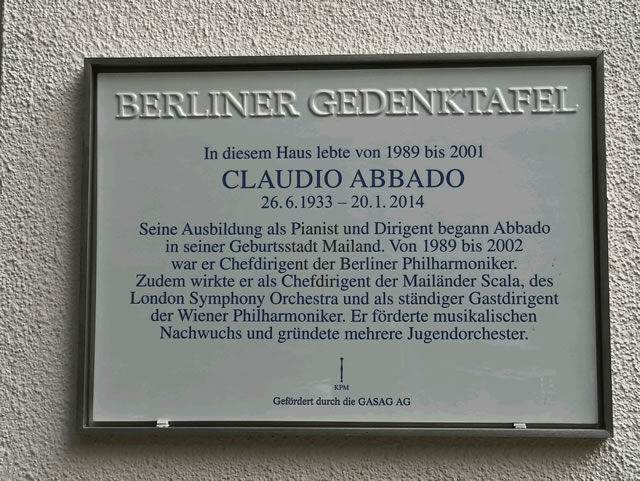 BERLINER GEDENKTAFEL
In diesem Haus lebte von 1989 bis 2001
CLAUDIO ABBADO
26.6.1933 – 20.1.2014
Seine Ausbildung als Pianist und Dirigent begann Abbado
in seiner Geburtsstadt Mailand. Von 1989 bis 2002
war er Chefdirigent der Berliner Philharmoniker.
Zudem wirkte er als Chefdirigent der Mailänder Scala, des
London Symphony Orchestra und als ständiger Gastdirigent
der Wiener Philharmoniker. Er förderte musikalischen
Nachwuchs und gründete mehrere Jugendorchester.
KPM
Gefördert durch die GASAG AG